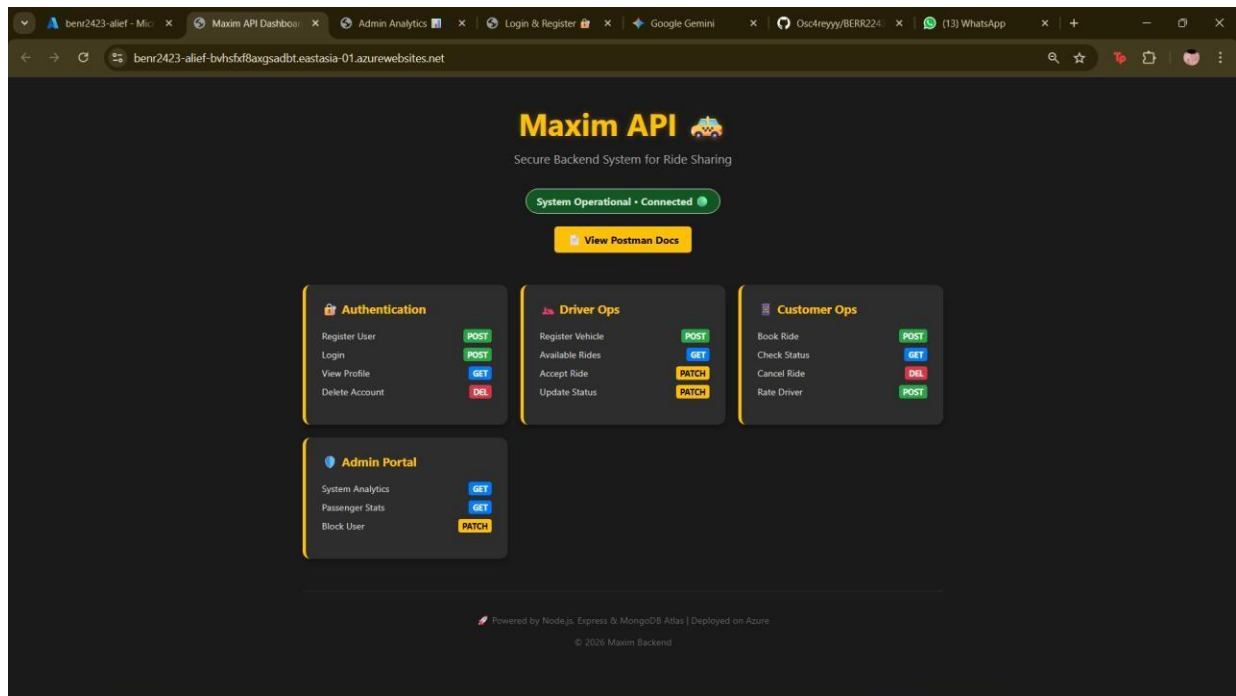 benr2423-alief - Mic
Maxim API Dashboar
Admin Analytics
Login & Register
Google Gemini
Osc4reyyy/BERR224
(13) WhatsApp
benr2423-alief-bvhsfxf8axgsadbt.eastasia-01.azurewebsites.net
Maxim API
Secure Backend System for Ride Sharing
System Operational • Connected
View Postman Docs
Authentication
Register User POST
Login POST
View Profile GET
Delete Account DEL
Driver Ops
Register Vehicle POST
Available Rides GET
Accept Ride PATCH
Update Status PATCH
Customer Ops
Book Ride POST
Check Status GET
Cancel Ride DEL
Rate Driver POST
Admin Portal
System Analytics GET
Passenger Stats GET
Block User PATCH
Powered by Node.js, Express & MongoDB Atlas | Deployed on Azure
© 2026 Maxim Backend